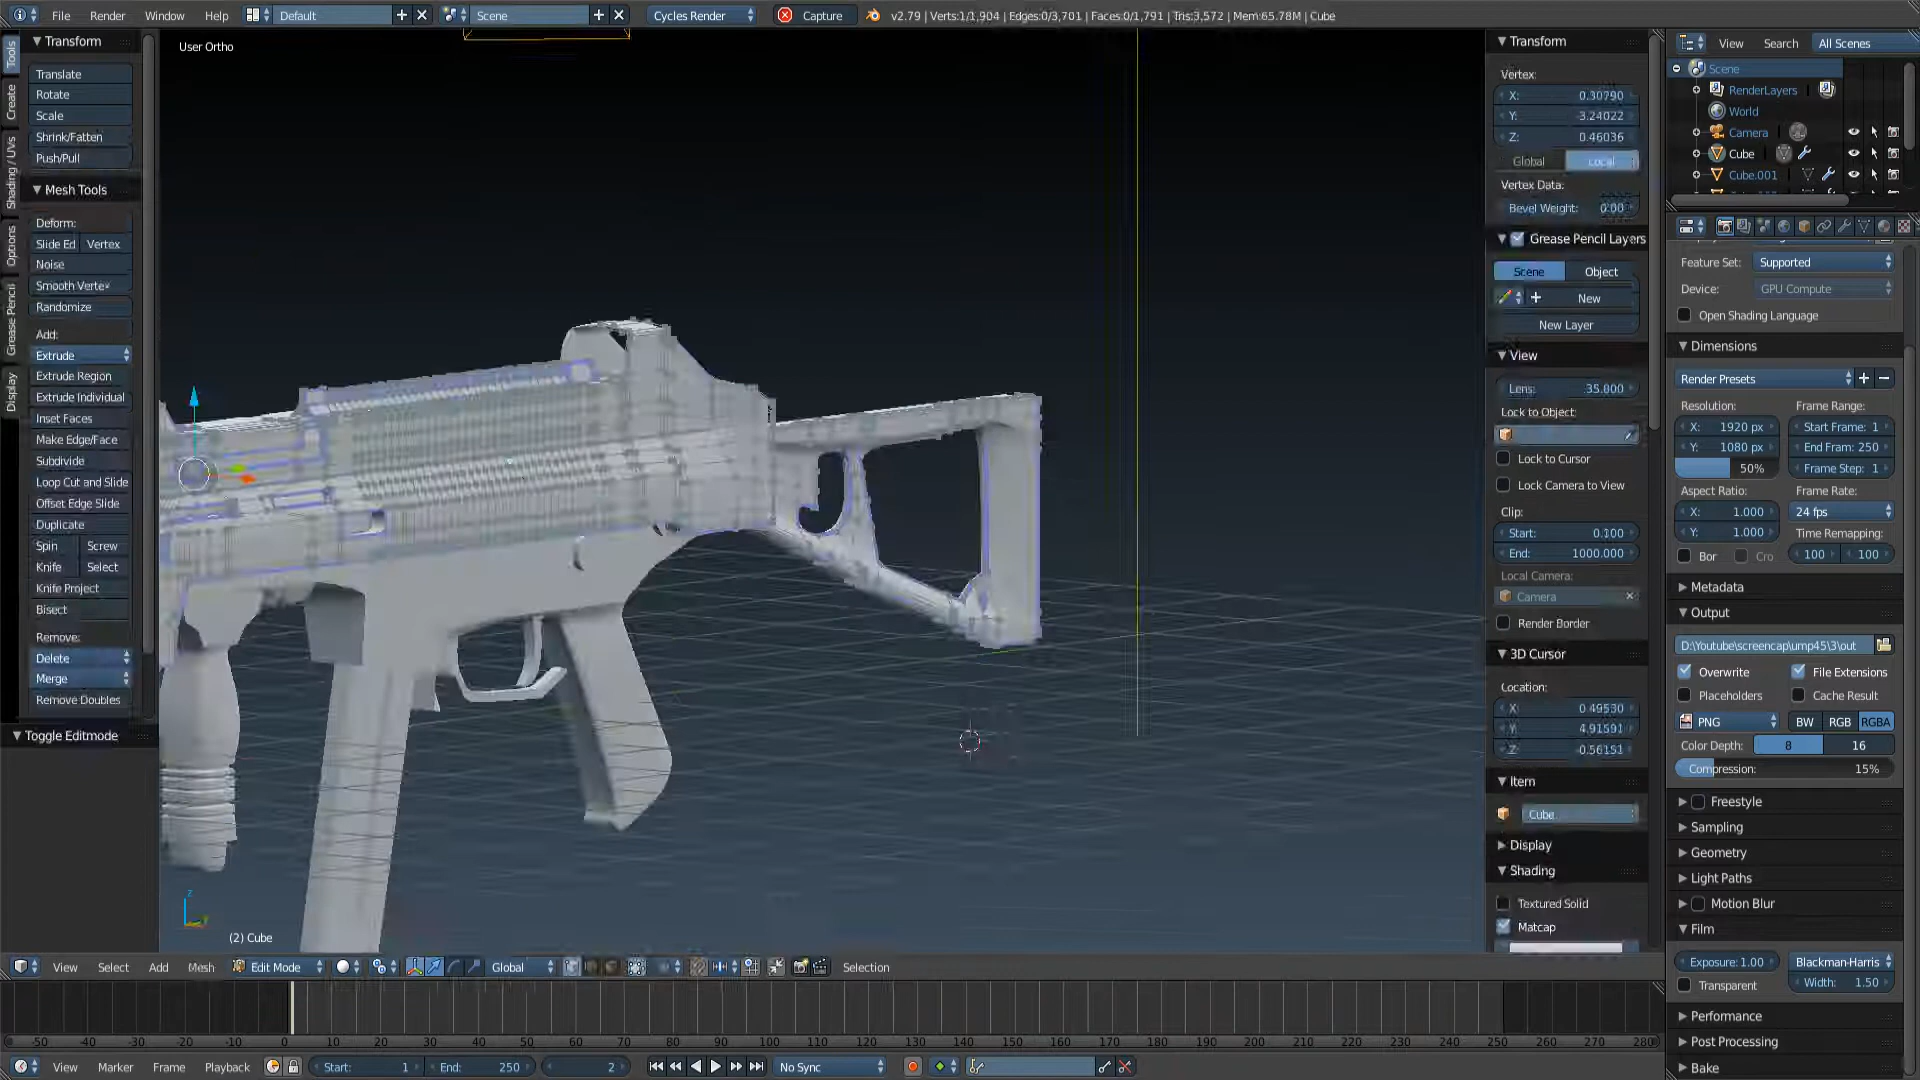 File Render Window Help Default Scene Cycles Render Capture v2.79 | Verts:1/1,904 | Edges:0/3,701 | Faces:0/1,791 | Tris:3,572 | Mem:65.78M | Cube
Tools
Create
Shading / UVs
Options
Grease Pencil
Display
Transform
Translate
Rotate
Scale
Shrink/Fatten
Push/Pull
Mesh Tools
Deform:
Slide Ed Vertex
Noise
Smooth Verte
Randomize
Add:
Extrude
Extrude Region
Extrude Individual
Inset Faces
Make Edge/Face
Subdivide
Loop Cut and Slide
Offset Edge Slide
Duplicate
Spin Screw
Knife Select
Knife Project
Bisect
Remove:
Delete
Merge
Remove Doubles
Toggle Editmode
User Ortho
z
(2) Cube
Transform
Vertex:
X: 0.30790
Y: -3.24022
Z: 0.46036
Global Local
Vertex Data:
Bevel Weight: 0.00
Grease Pencil Layers
Scene Object
New
New Layer
View
Lens: 35.000
Lock to Object:
Lock to Cursor
Lock Camera to View
Clip:
Start: 0.100
End: 1000.000
Local Camera:
Camera
Render Border
3D Cursor
Location:
X: 0.49530
Y: 4.91591
Z: -0.56151
Item
Cube
Display
Shading
Textured Solid
Matcap
View Search All Scenes
Scene
RenderLayers
World
Camera
Cube
Cube.001
Feature Set: Supported
Device: GPU Compute
Open Shading Language
Dimensions
Render Presets
Resolution: Frame Range:
X: 1920 px Start Frame: 1
Y: 1080 px End Fram: 250
50% Frame Step: 1
Aspect Ratio: Frame Rate:
X: 1.000 24 fps
Y: 1.000 Time Remapping:
Bor Cro 100 100
Metadata
Output
D:\Youtube\screencap\ump45\3\out
Overwrite File Extensions
Placeholders Cache Result
PNG BW RGB RGBA
Color Depth: 8 16
Compression: 15%
Freestyle
Sampling
Geometry
Light Paths
Motion Blur
Film
Exposure: 1.00 Blackman-Harris
Transparent Width: 1.50
Performance
Post Processing
Bake
View Select Add Mesh Edit Mode Global Selection
-50 -40 -30 -20 -10 0 10 20 30 40 50 60 70 80 90 100 110 120 130 140 150 160 170 180 190 200 210 220 230 240 250 260 270 280
View Marker Frame Playback Start: 1 End: 250 2 No Sync